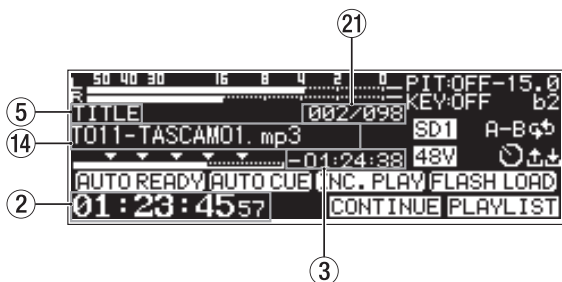 21
L 50 40 30 16 8 4 2 0
R
PIT:OFF-15.0
KEY:OFF b2
5 TITLE 002/098
SD1 A-B
14 T011-TASCAM01.mp3
-01:24:38 48V
AUTO READY AUTO CUE INC.PLAY FLASH LOAD
2 01:23:4557 CONTINUE PLAYLIST
3